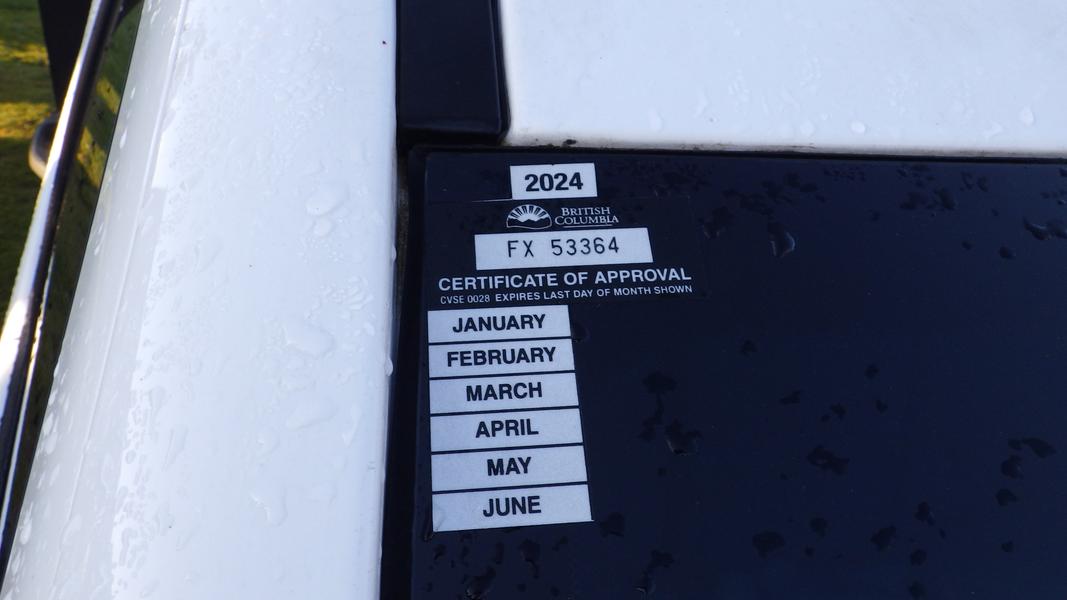 2024
BRITISH
COLUMBIA
FX 53364
CERTIFICATE OF APPROVAL
CVSE 0028 EXPIRES LAST DAY OF MONTH SHOWN
JANUARY
FEBRUARY
MARCH
APRIL
MAY
JUNE